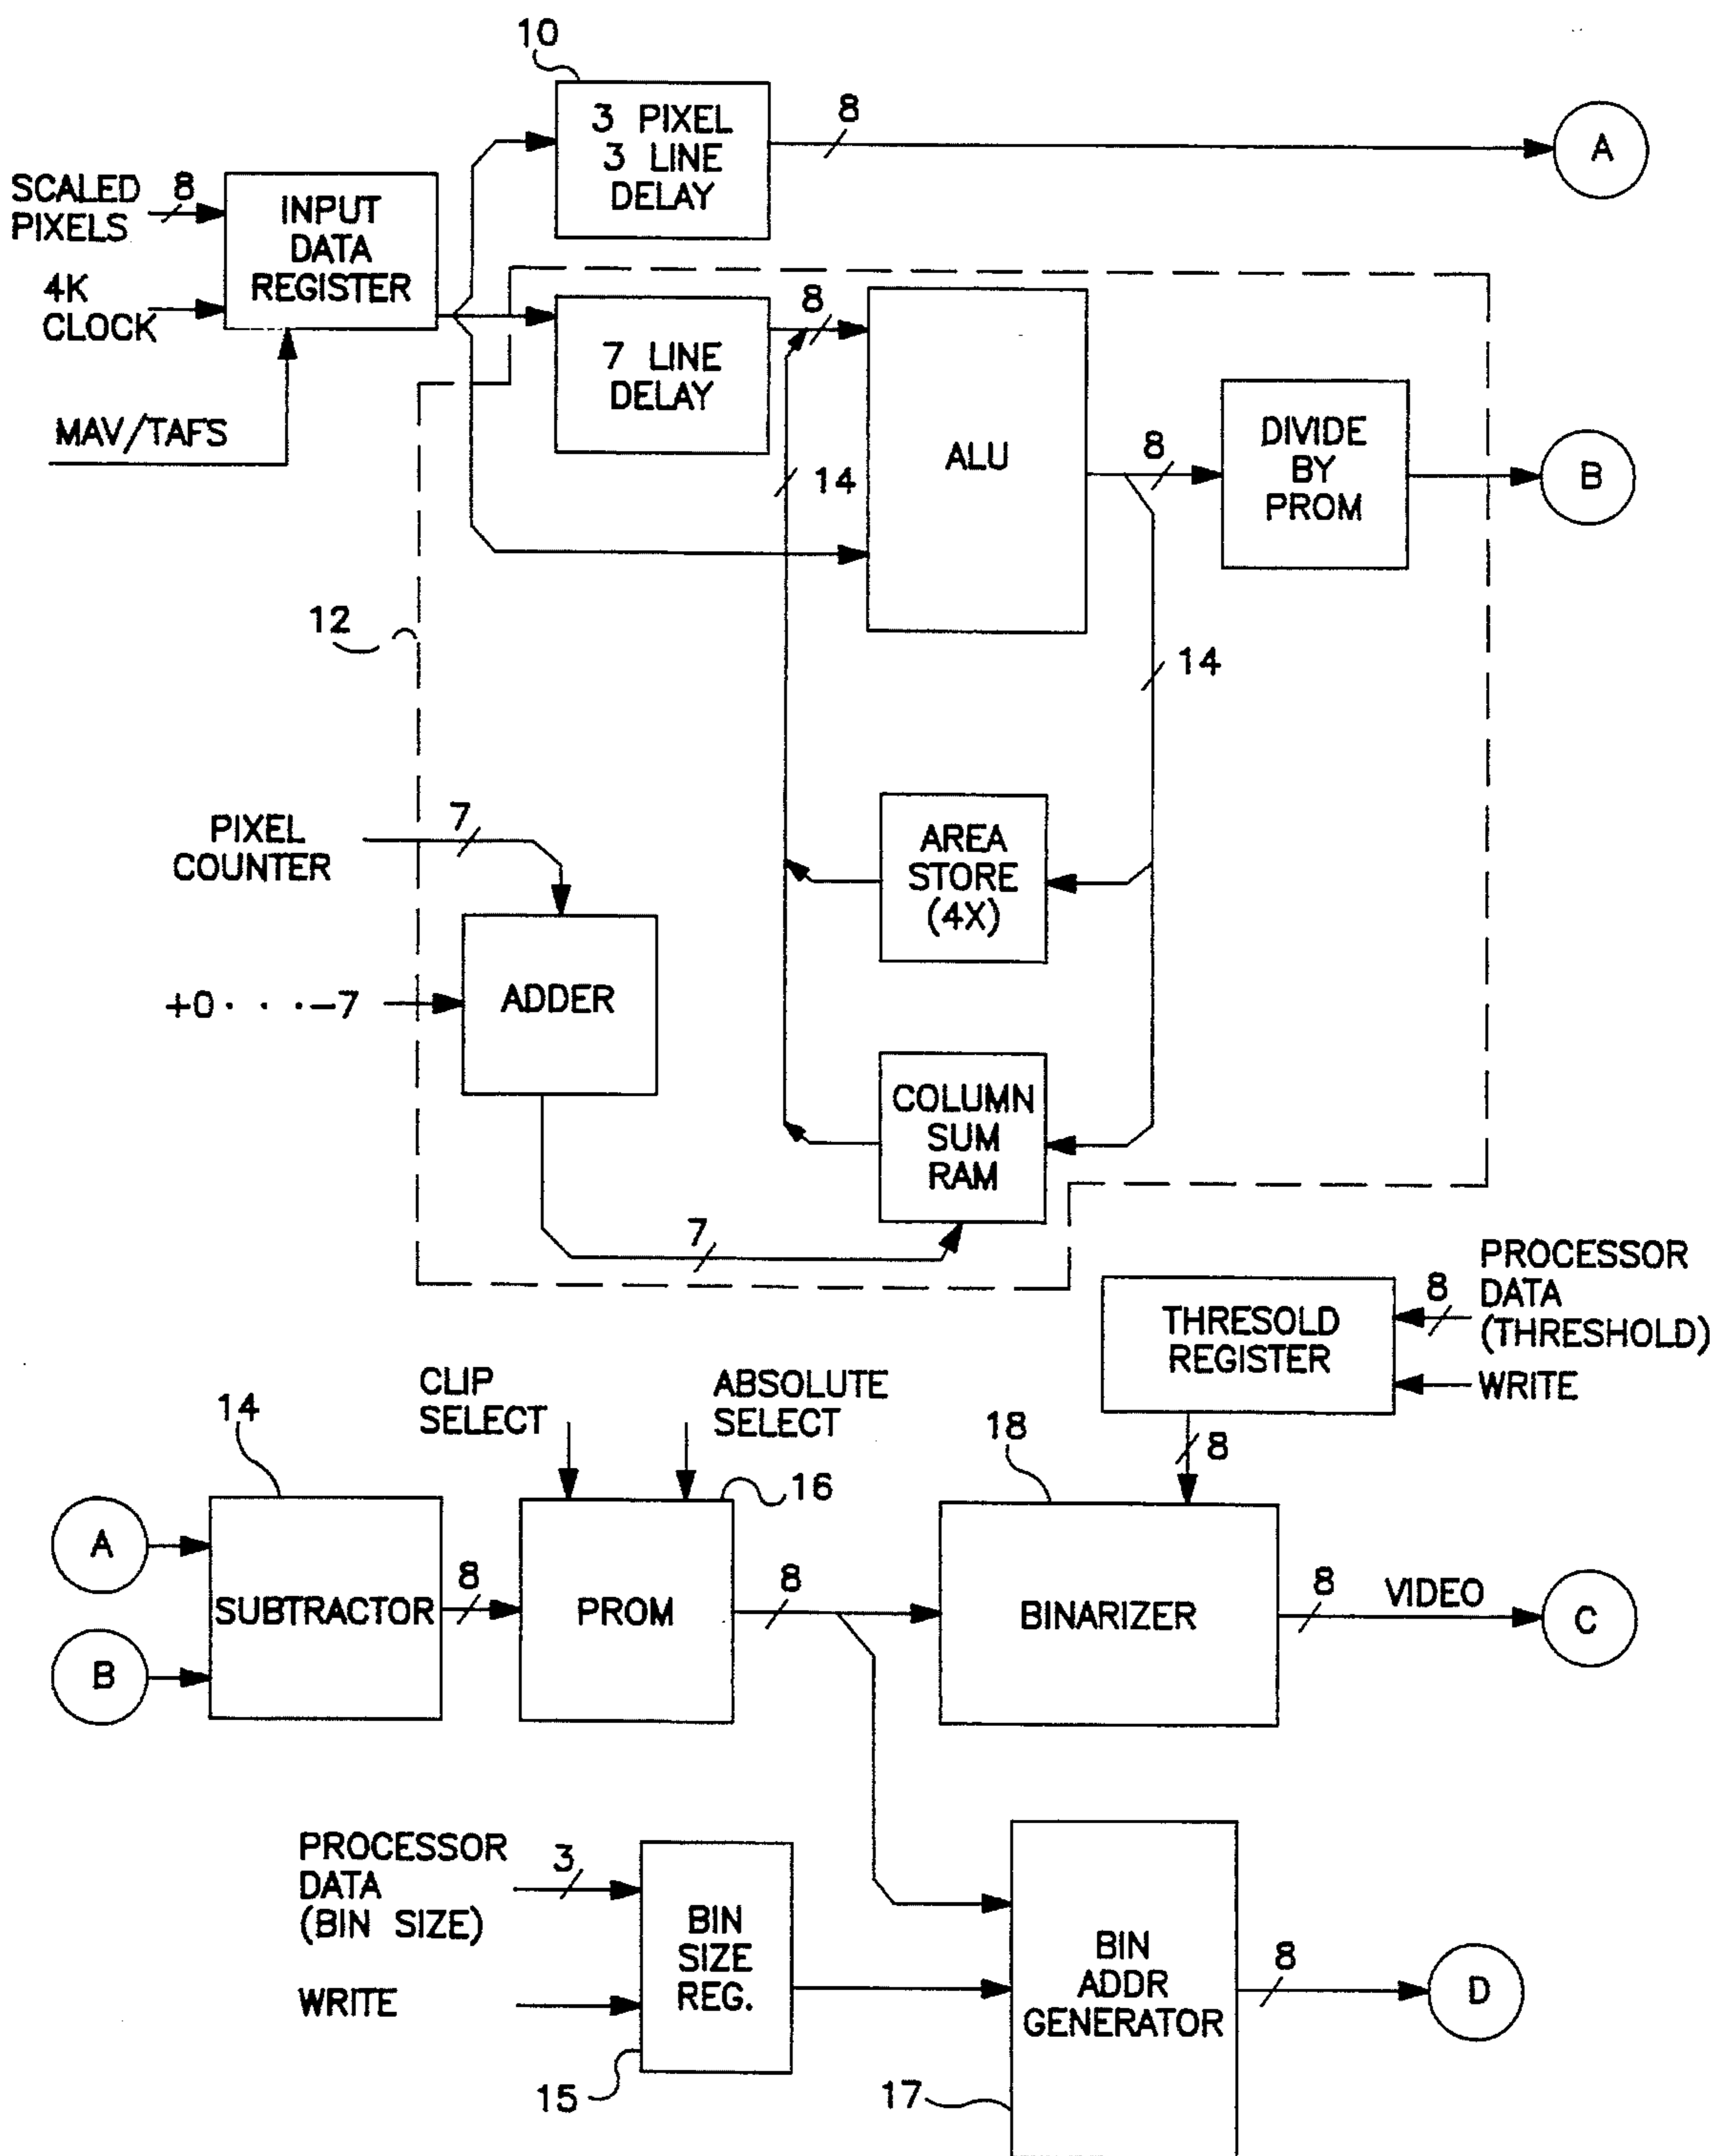 10
3 PIXEL
3 LINE
DELAY
8
A
SCALED
PIXELS
8
4K
CLOCK
INPUT
DATA
REGISTER
MAV/TAFS
7 LINE
DELAY
8
14
ALU
8
DIVIDE
BY
PROM
B
12
14
PIXEL
COUNTER
7
AREA
STORE
(4X)
+0 · · · -7
ADDER
COLUMN
SUM
RAM
7
THRESOLD
REGISTER
8
PROCESSOR
DATA
(THRESHOLD)
WRITE
8
14
CLIP
SELECT
ABSOLUTE
SELECT
16
18
A
B
SUBTRACTOR
8
PROM
8
BINARIZER
8
VIDEO
C
PROCESSOR
DATA
(BIN SIZE)
3
WRITE
BIN
SIZE
REG.
15
BIN
ADDR
GENERATOR
17
8
D